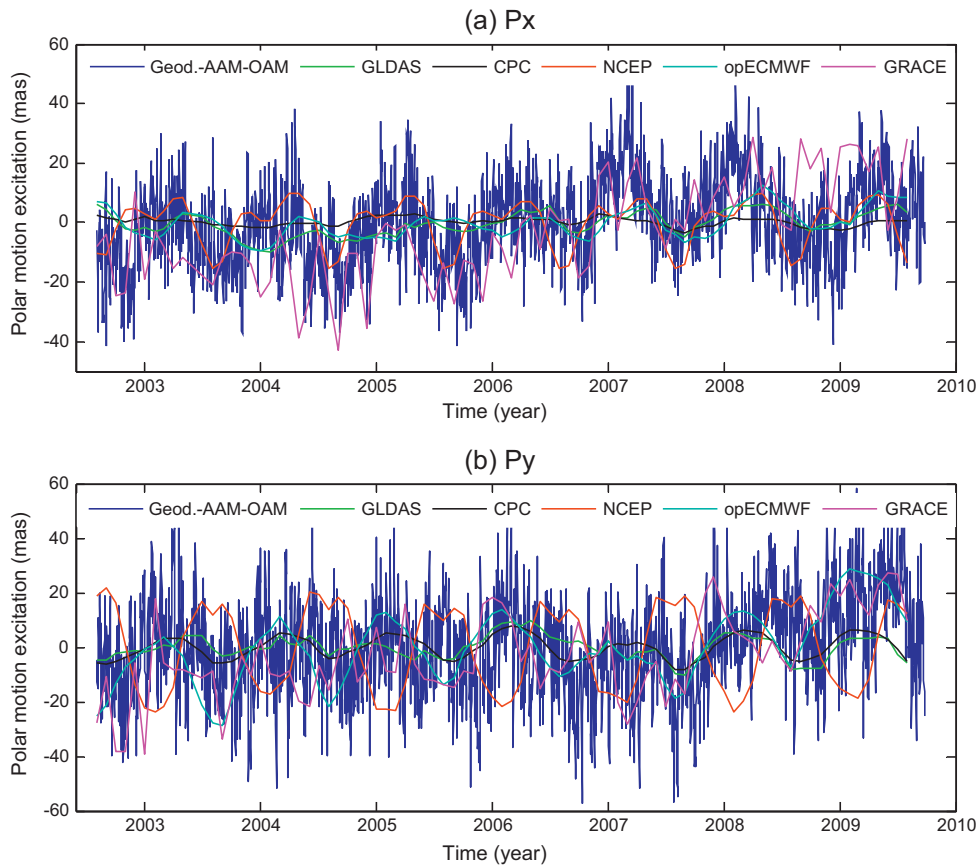 (a) Px
60
40
20
0
-20
-40
Polar motion excitation (mas)
Geod.-AAM-OAM GLDAS CPC NCEP opECMWF GRACE
2003 2004 2005 2006 2007 2008 2009 2010
Time (year)
(b) Py
60
40
20
0
-20
-40
-60
Polar motion excitation (mas)
Geod.-AAM-OAM GLDAS CPC NCEP opECMWF GRACE
2003 2004 2005 2006 2007 2008 2009 2010
Time (year)